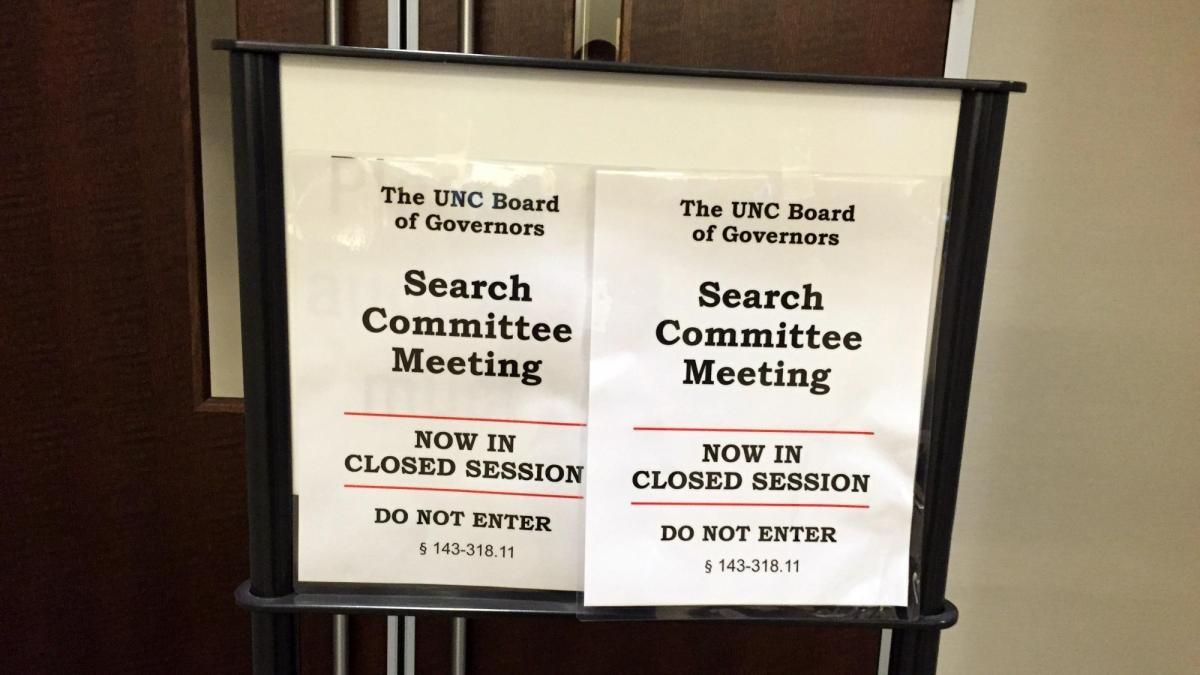 The UNC Board
of Governors
Search
Committee
Meeting
NOW IN
CLOSED SESSION
DO NOT ENTER
§ 143-318.11
The UNC Board
of Governors
Search
Committee
Meeting
NOW IN
CLOSED SESSION
DO NOT ENTER
§ 143-318.11